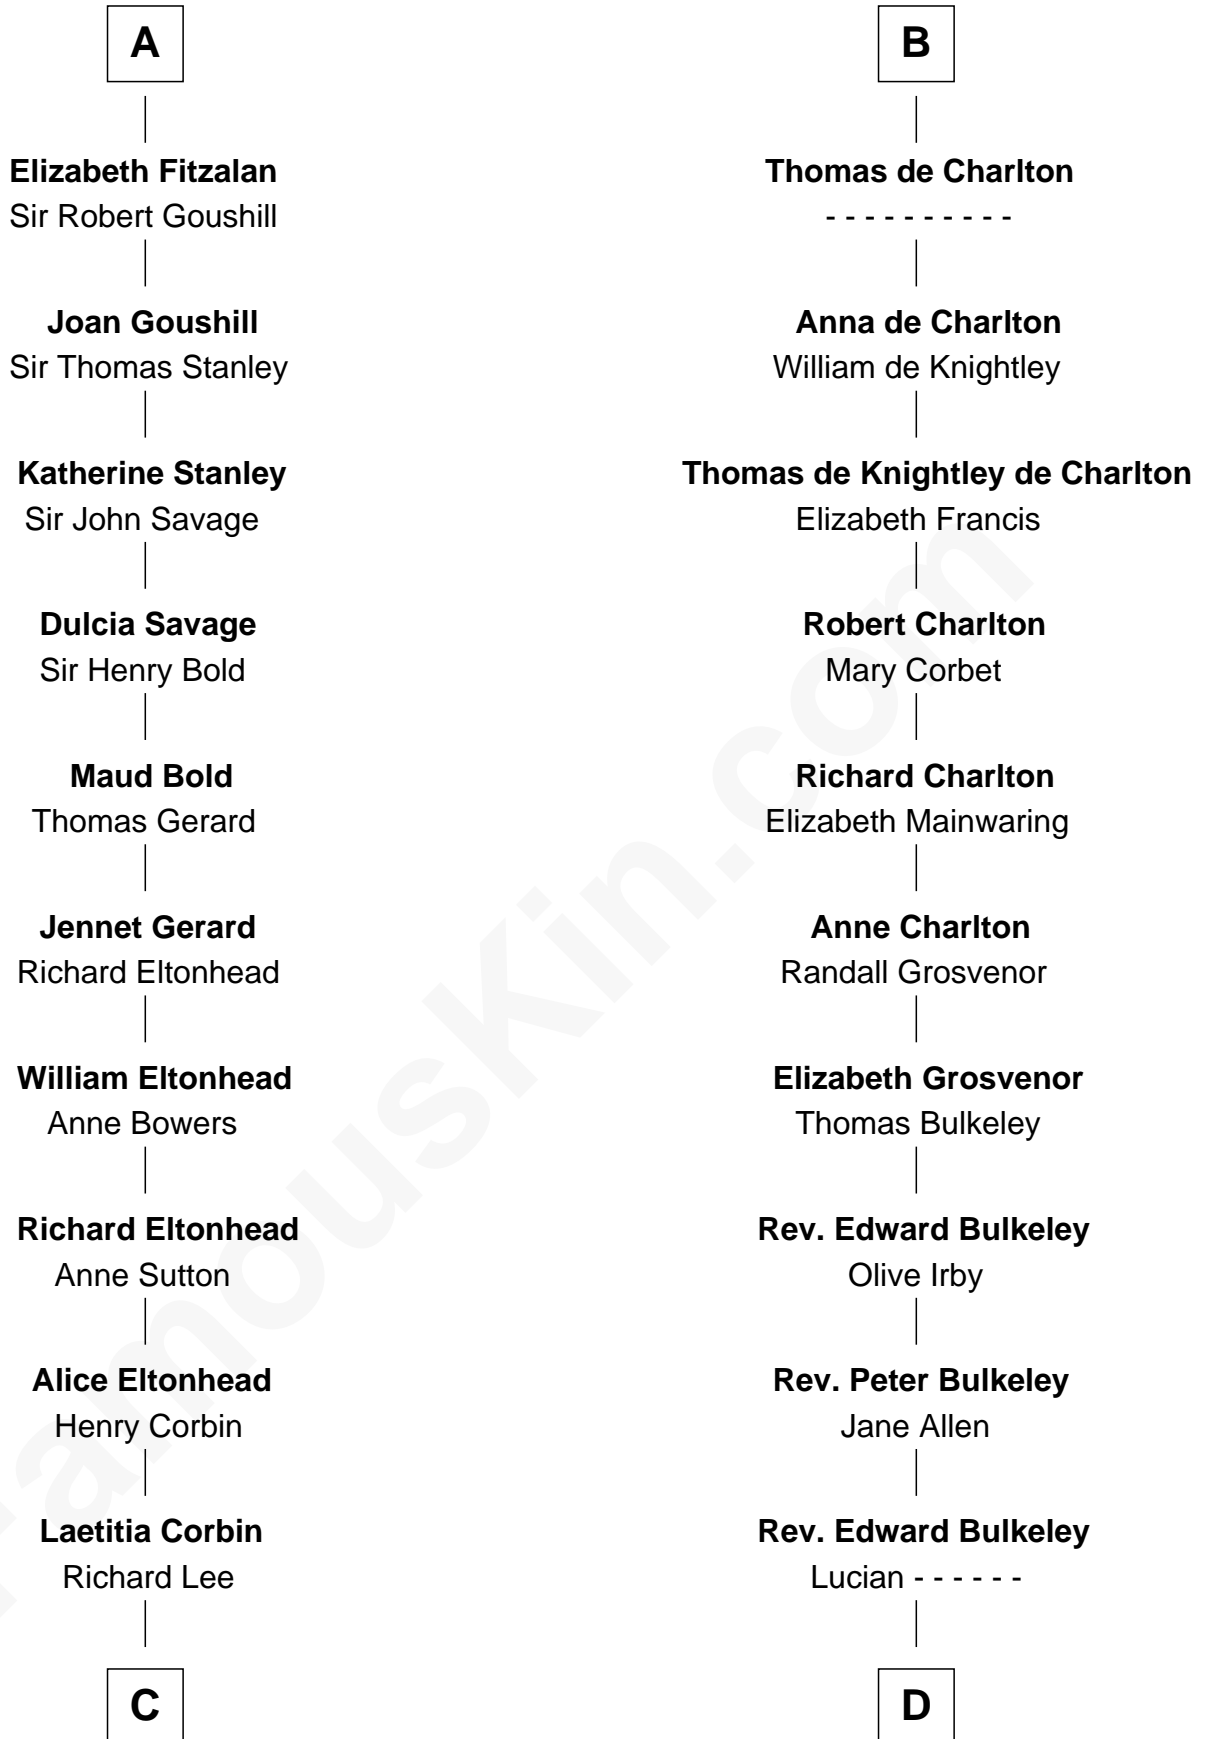 A
Elizabeth Fitzalan
Sir Robert Goushill
Joan Goushill
Sir Thomas Stanley
Katherine Stanley
Sir John Savage
Dulcia Savage
Sir Henry Bold
Maud Bold
Thomas Gerard
Jennet Gerard
Richard Eltonhead
William Eltonhead
Anne Bowers
Richard Eltonhead
Anne Sutton
Alice Eltonhead
Henry Corbin
Laetitia Corbin
Richard Lee
C
B
Thomas de Charlton
- - - - - - - - - -
Anna de Charlton
William de Knightley
Thomas de Knightley de Charlton
Elizabeth Francis
Robert Charlton
Mary Corbet
Richard Charlton
Elizabeth Mainwaring
Anne Charlton
Randall Grosvenor
Elizabeth Grosvenor
Thomas Bulkeley
Rev. Edward Bulkeley
Olive Irby
Rev. Peter Bulkeley
Jane Allen
Rev. Edward Bulkeley
Lucian - - - - - -
D
FamousKin.com